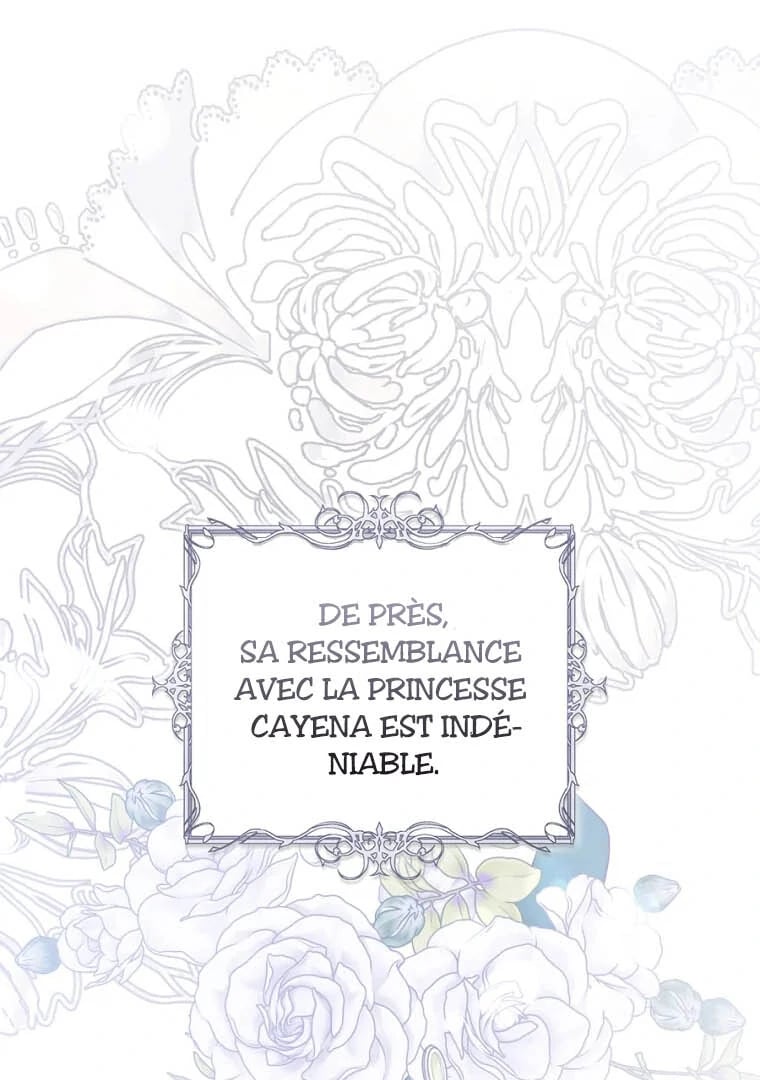 DE PRÈS,
SA RESSEMBLANCE
AVEC LA PRINCESSE
CAYENA EST INDÉ-
NIABLE.